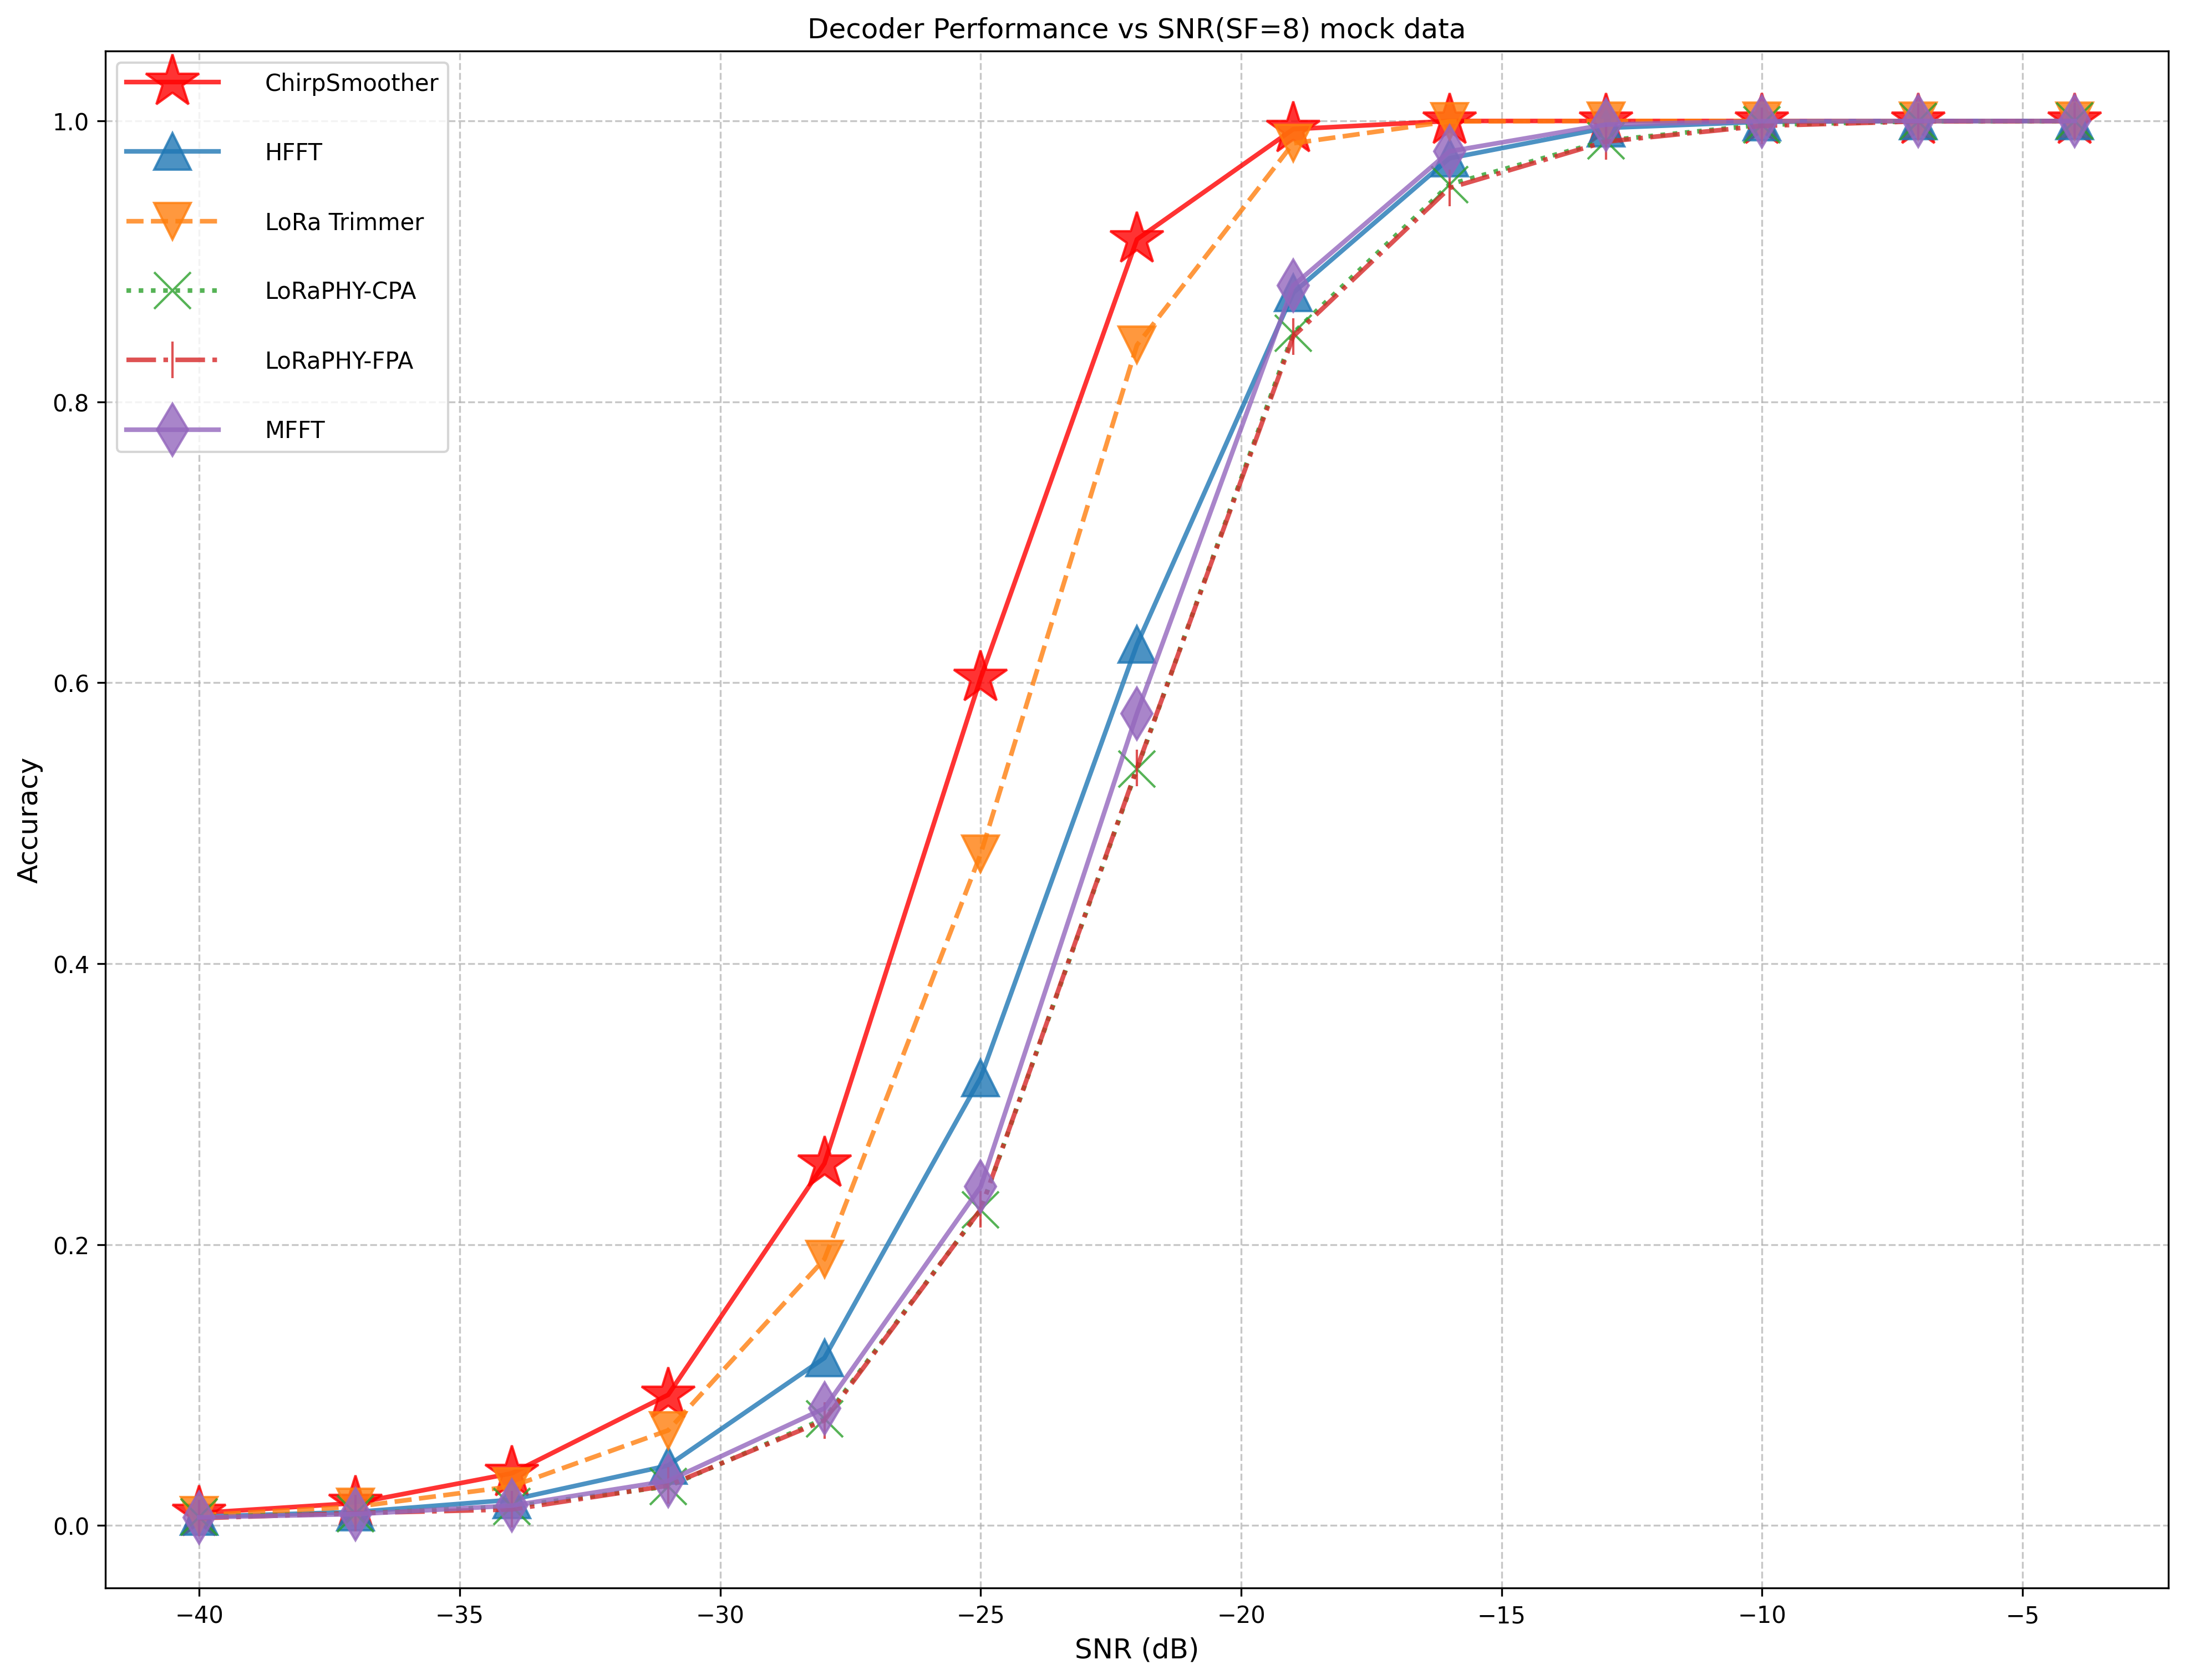 Decoder Performance vs SNR(SF=8) mock data
ChirpSmoother
HFFT
LoRa Trimmer
LoRaPHY-CPA
LoRaPHY-FPA
MFFT
Accuracy
1.0
0.8
0.6
0.4
0.2
0.0
−40 −35 −30 −25 −20 −15 −10 −5
SNR (dB)